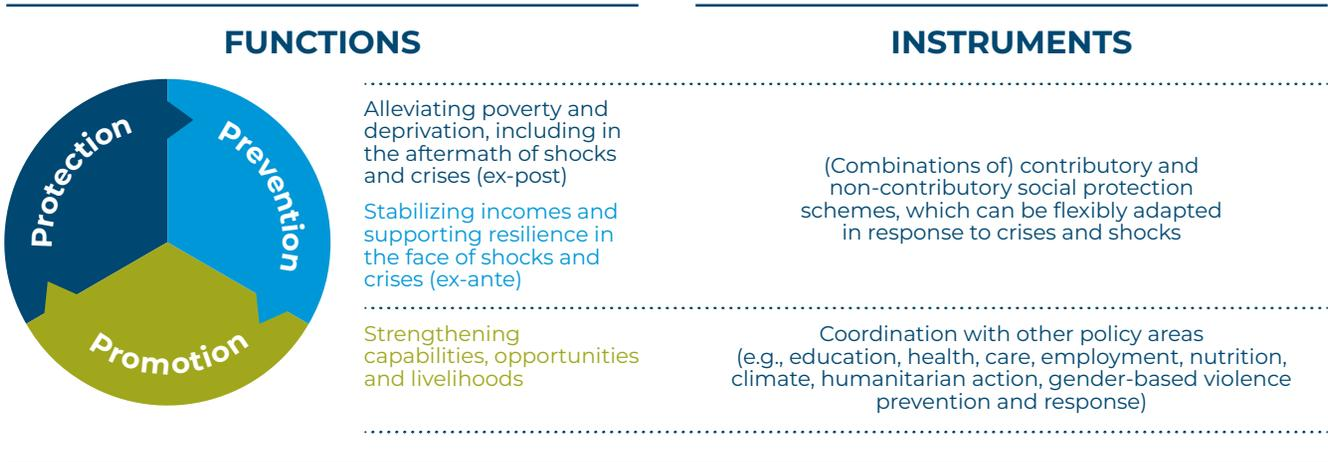 FUNCTIONS
INSTRUMENTS
Protection
Prevention
Promotion
Alleviating poverty and
deprivation, including in
the aftermath of shocks
and crises (ex-post)
Stabilizing incomes and
supporting resilience in
the face of shocks and
crises (ex-ante)
(Combinations of) contributory and
non-contributory social protection
schemes, which can be flexibly adapted
in response to crises and shocks
Strengthening
capabilities, opportunities
and livelihoods
Coordination with other policy areas
(e.g., education, health, care, employment, nutrition,
climate, humanitarian action, gender-based violence
prevention and response)